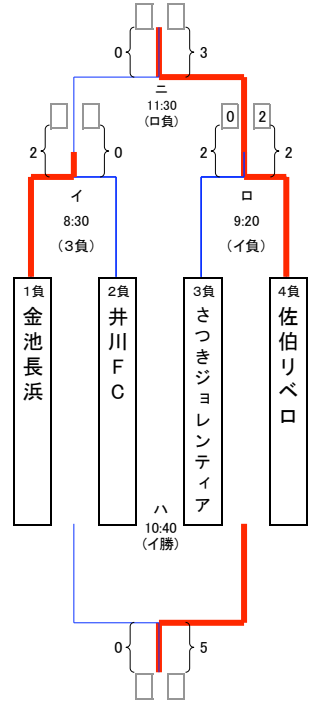 0 3
ニ
11:30
(ロ負)
0 2
2 0 2 2
イ ロ
8:30 9:20
(3負) (イ負)
1負 2負 3負 4負
金池長浜
井川FC
さつきジョレンティア
佐伯リベロ
ハ
10:40
(イ勝)
0 5